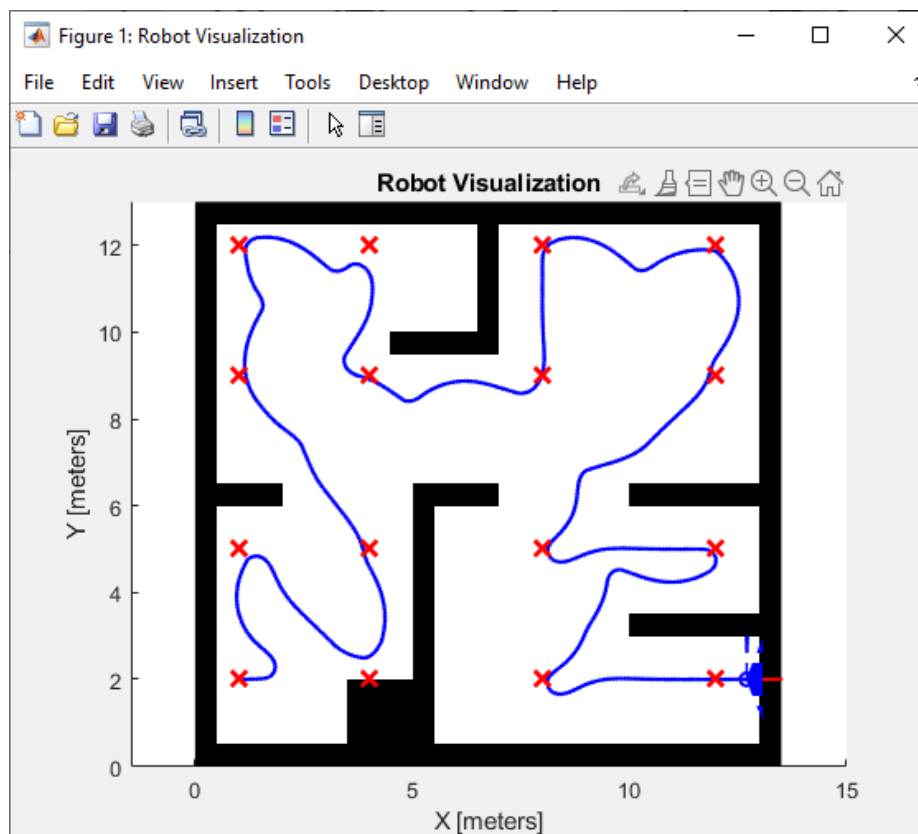 Figure 1: Robot Visualization
File Edit View Insert Tools Desktop Window Help
Robot Visualization
12
10
8
6
4
2
0
Y [meters]
0 5 10 15
X [meters]